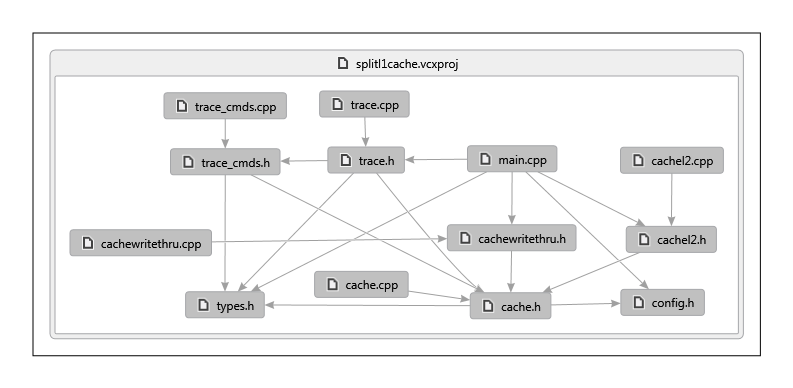 splitl1cache.vcxproj
trace_cmds.cpp
trace.cpp
trace_cmds.h
trace.h
main.cpp
cachel2.cpp
cachewritethru.cpp
cachewritethru.h
cachel2.h
types.h
cache.cpp
cache.h
config.h